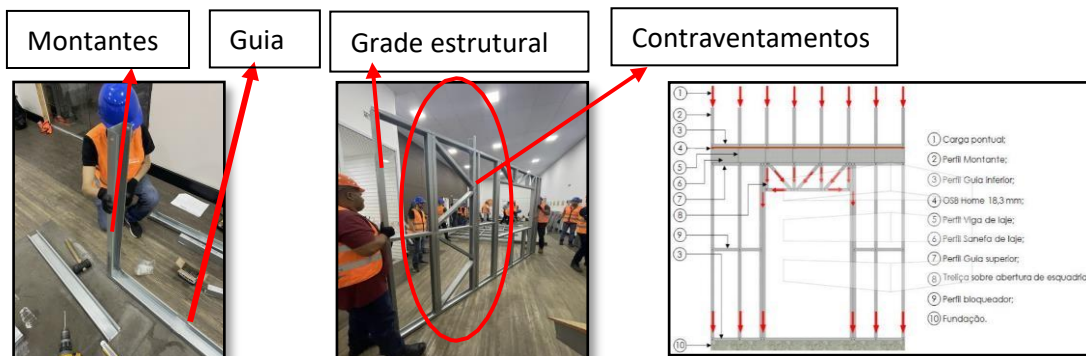 Montantes
Guia
Grade estrutural
Contraventamentos
1 Carga pontual;
2 Perfil Montante;
3 Perfil Guia inferior;
4 OSB Home 18,3 mm;
5 Perfil Viga de laje;
6 Perfil Sanefa de laje;
7 Perfil Guia superior;
8 Treliça sobre abertura de esquadria
9 Perfil bloqueador;
10 Fundação.
1
2
3
4
5
6
7
8
9
3
10